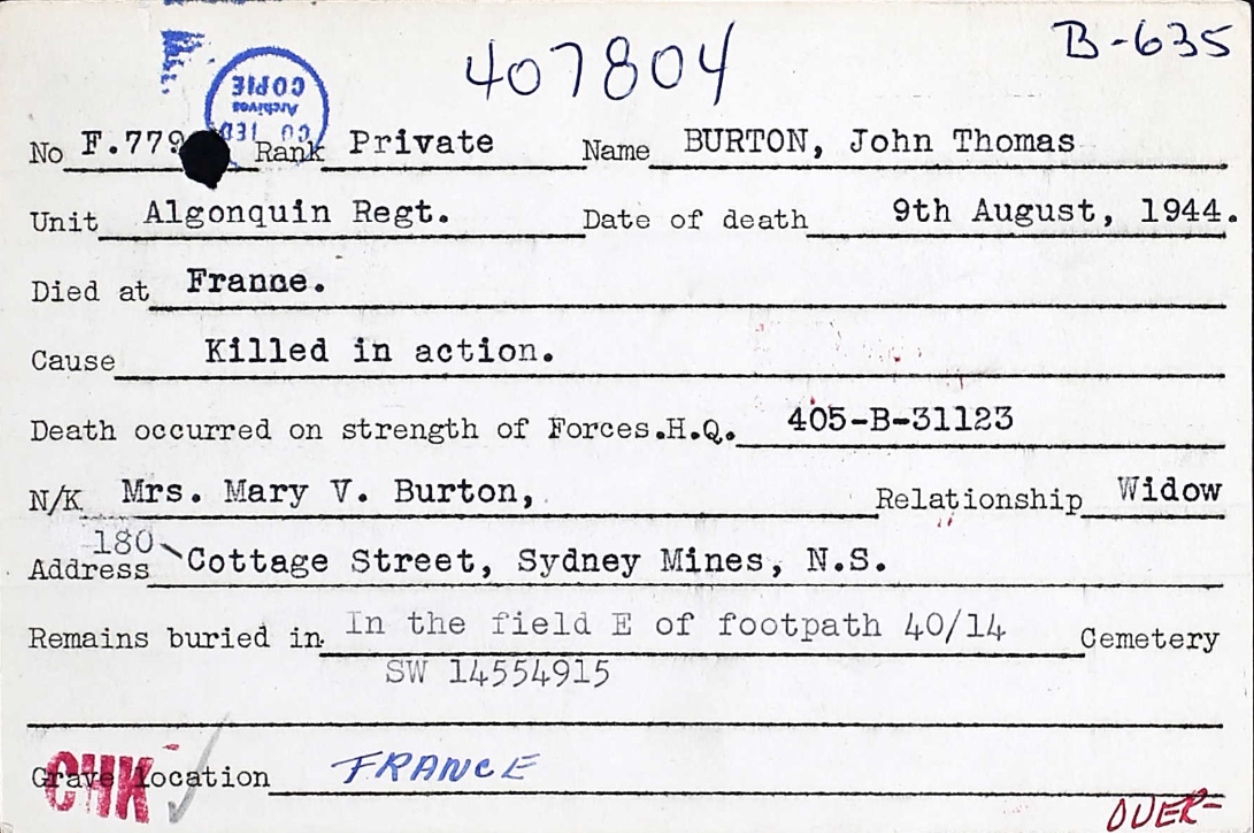 407804
B-635
COPIE
Archives
No F.779 Rank Private Name BURTON, John Thomas
Unit Algonquin Regt. Date of death 9th August, 1944.
Died at France.
Cause Killed in action.
Death occurred on strength of Forces.H.Q. 405-B-31123
N/K Mrs. Mary V. Burton, Relationship Widow
180
Address Cottage Street, Sydney Mines, N.S.
Remains buried in In the field E of footpath 40/14 Cemetery
SW 14554915
CHK
Grave location FRANCE
OVER-